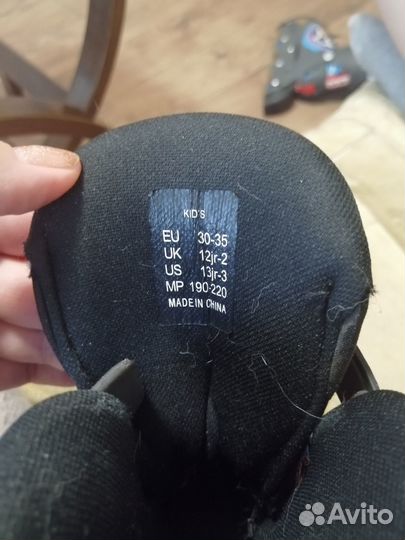 KID'S
EU 30-35
UK 12jr-2
US 13jr-3
MP 190-220
MADE IN CHINA
Avito